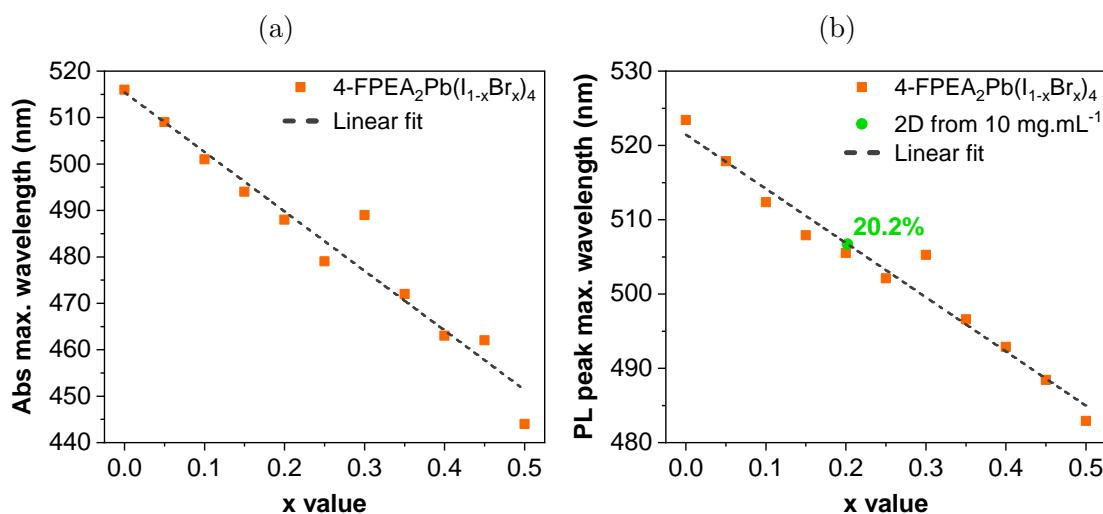 (a)
520
510
500
490
480
470
460
450
440
0.0 0.1 0.2 0.3 0.4 0.5
x value
Abs max. wavelength (nm)
4-FPEA₂Pb(I₁₋ₓBrₓ)₄
Linear fit
(b)
530
520
510
500
490
480
0.0 0.1 0.2 0.3 0.4 0.5
x value
PL peak max. wavelength (nm)
4-FPEA₂Pb(I₁₋ₓBrₓ)₄
2D from 10 mg.mL⁻¹
Linear fit
20.2%